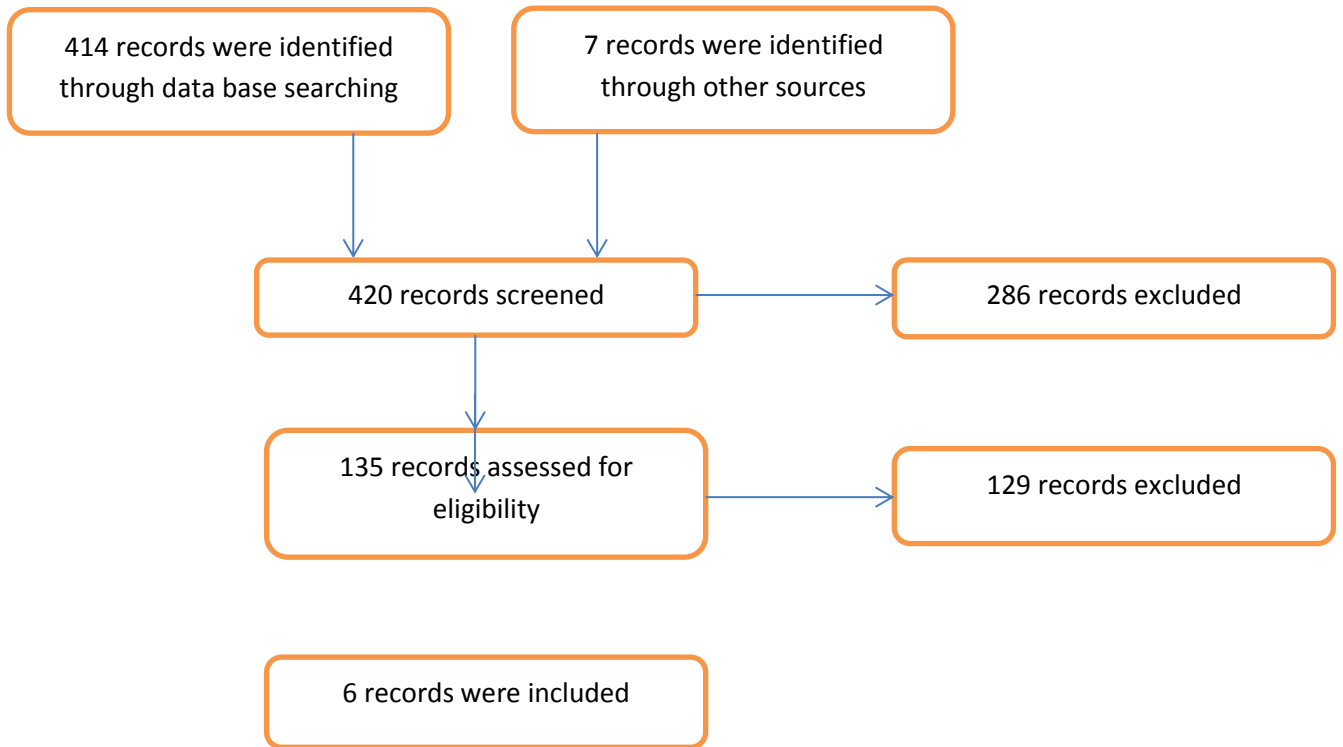 414 records were identified
through data base searching
7 records were identified
through other sources
420 records screened
286 records excluded
135 records assessed for
eligibility
129 records excluded
6 records were included